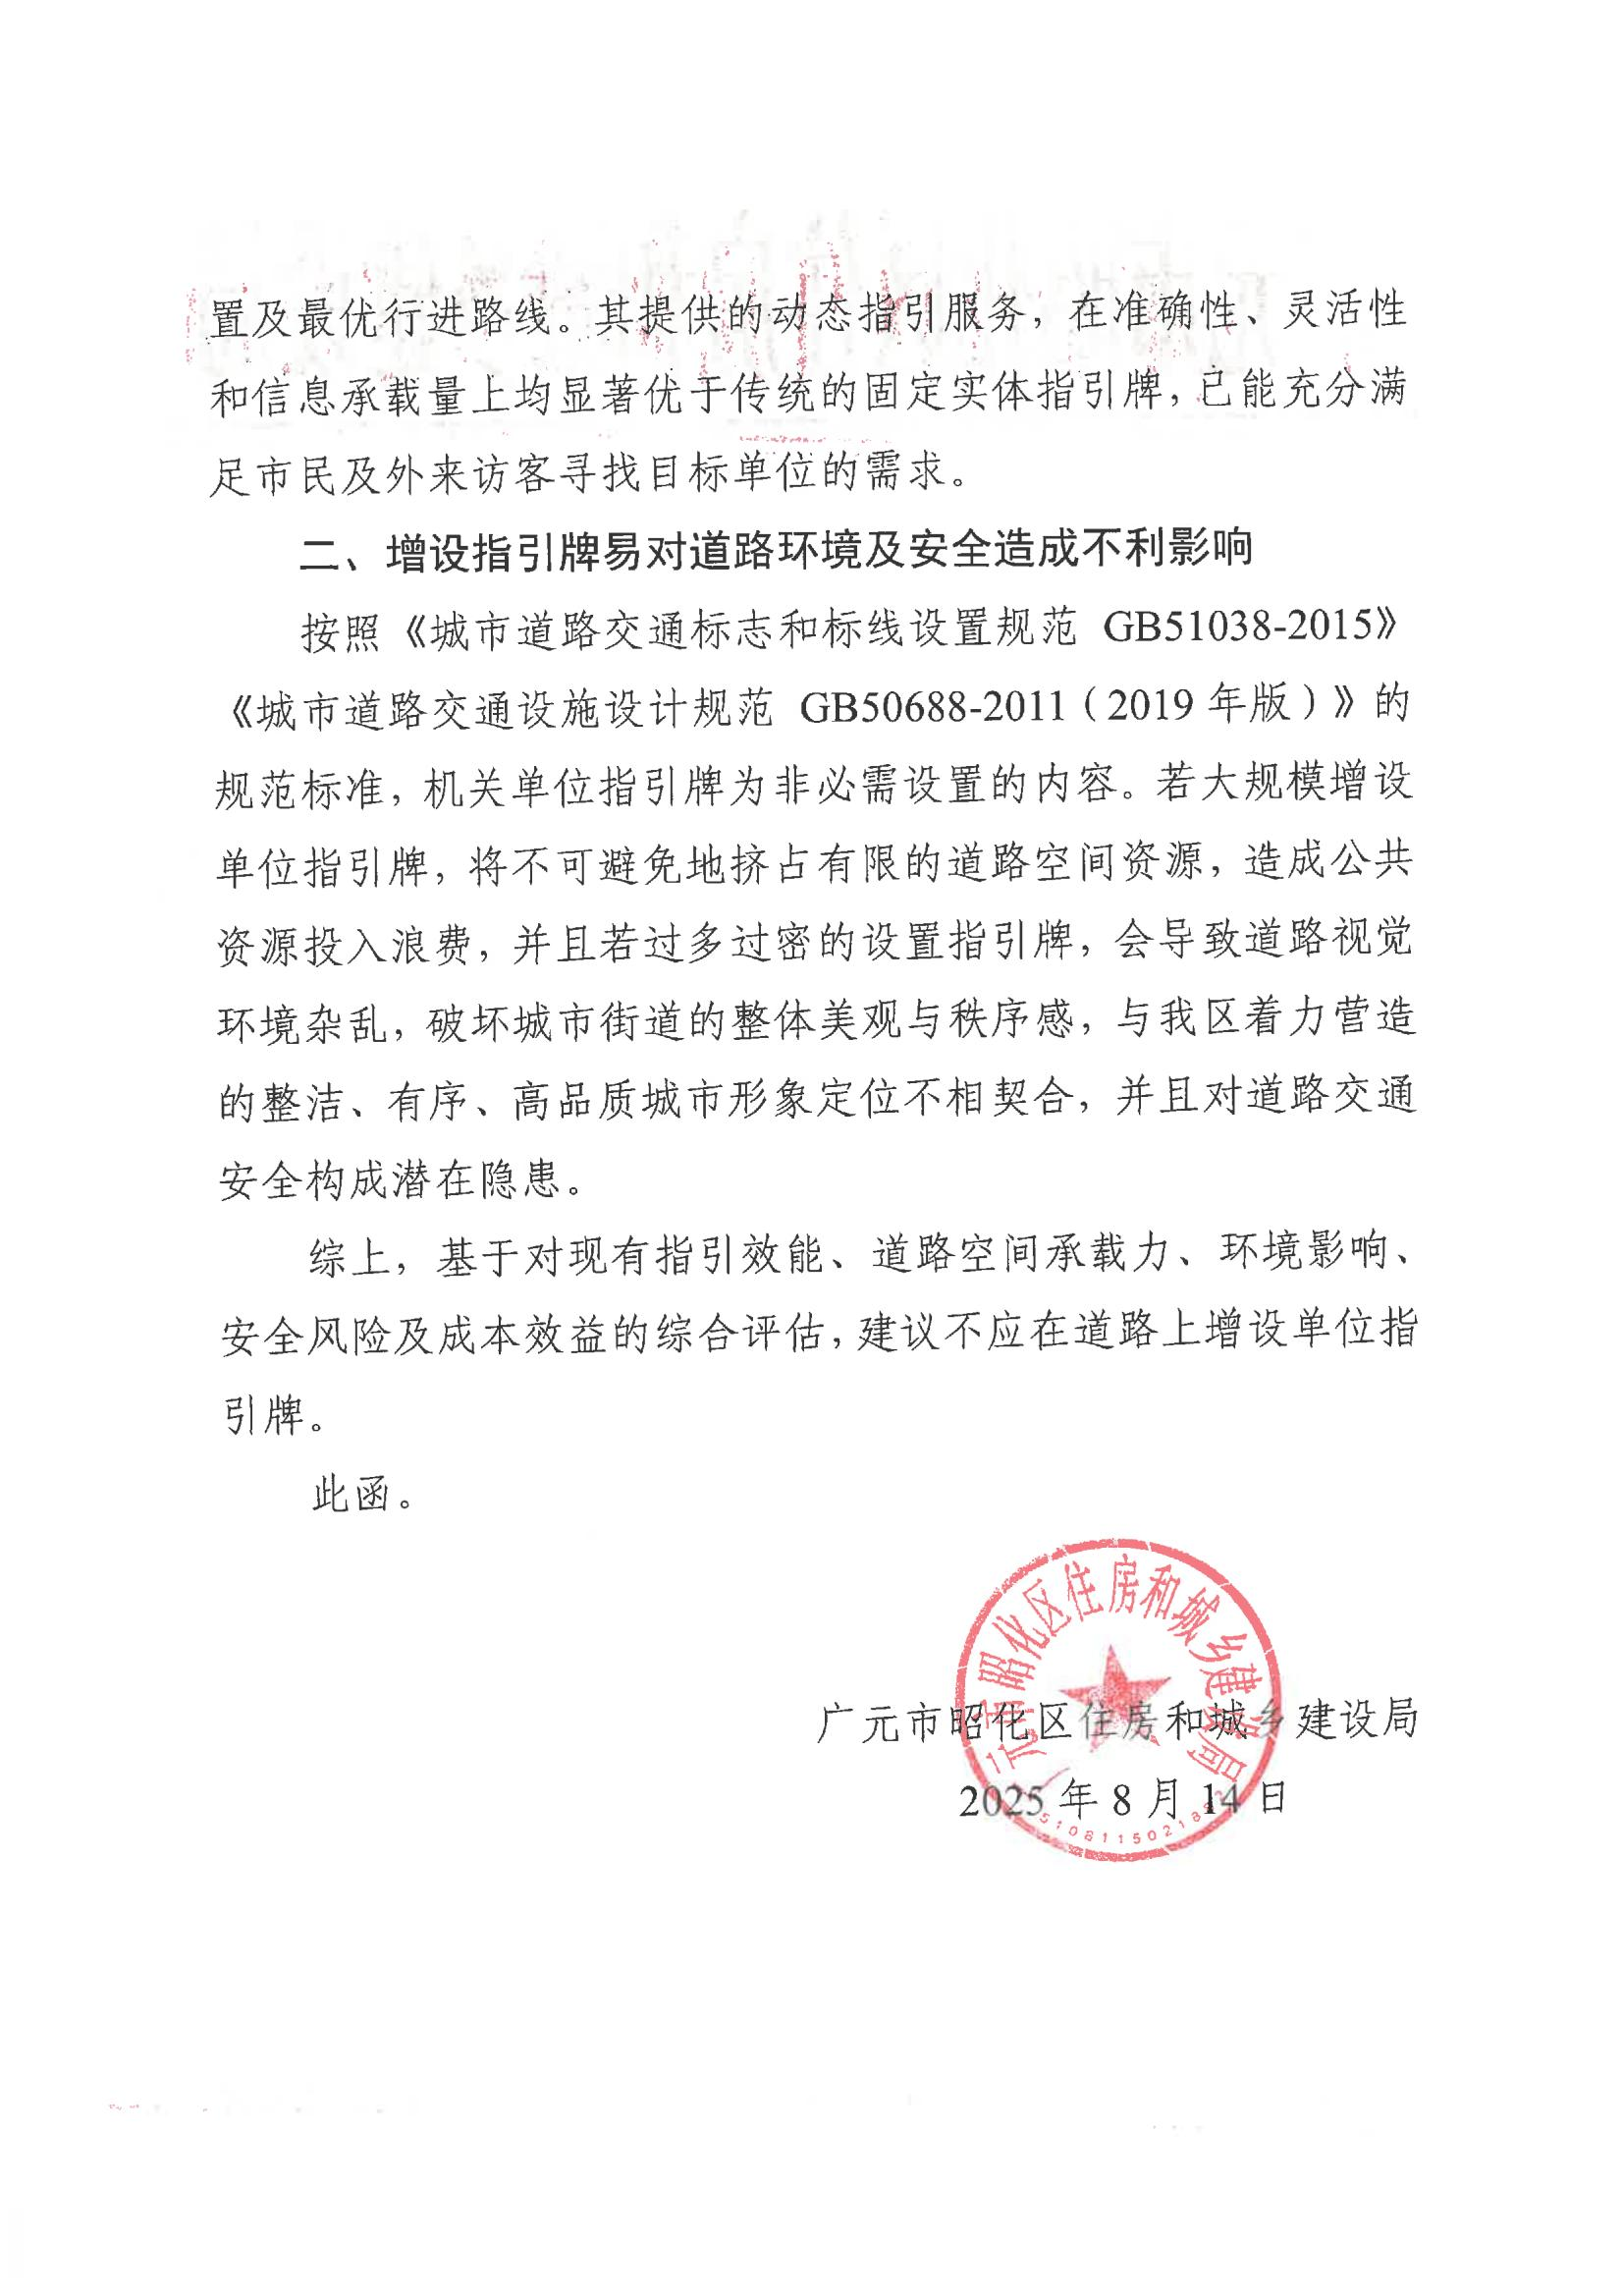 置及最优行进路线。其提供的动态指引服务，在准确性、灵活性
和信息承载量上均显著优于传统的固定实体指引牌，已能充分满
足市民及外来访客寻找目标单位的需求。
二、增设指引牌易对道路环境及安全造成不利影响
按照《城市道路交通标志和标线设置规范 GB51038-2015》
《城市道路交通设施设计规范 GB50688-2011（2019 年版）》的
规范标准，机关单位指引牌为非必需设置的内容。若大规模增设
单位指引牌，将不可避免地挤占有限的道路空间资源，造成公共
资源投入浪费，并且若过多过密的设置指引牌，会导致道路视觉
环境杂乱，破坏城市街道的整体美观与秩序感，与我区着力营造
的整洁、有序、高品质城市形象定位不相契合，并且对道路交通
安全构成潜在隐患。
综上，基于对现有指引效能、道路空间承载力、环境影响、
安全风险及成本效益的综合评估，建议不应在道路上增设单位指
引牌。
此函。
元市昭化区住房和城乡建设局
广元市昭化区住房和城乡建设局
2025 年 8 月 14 日